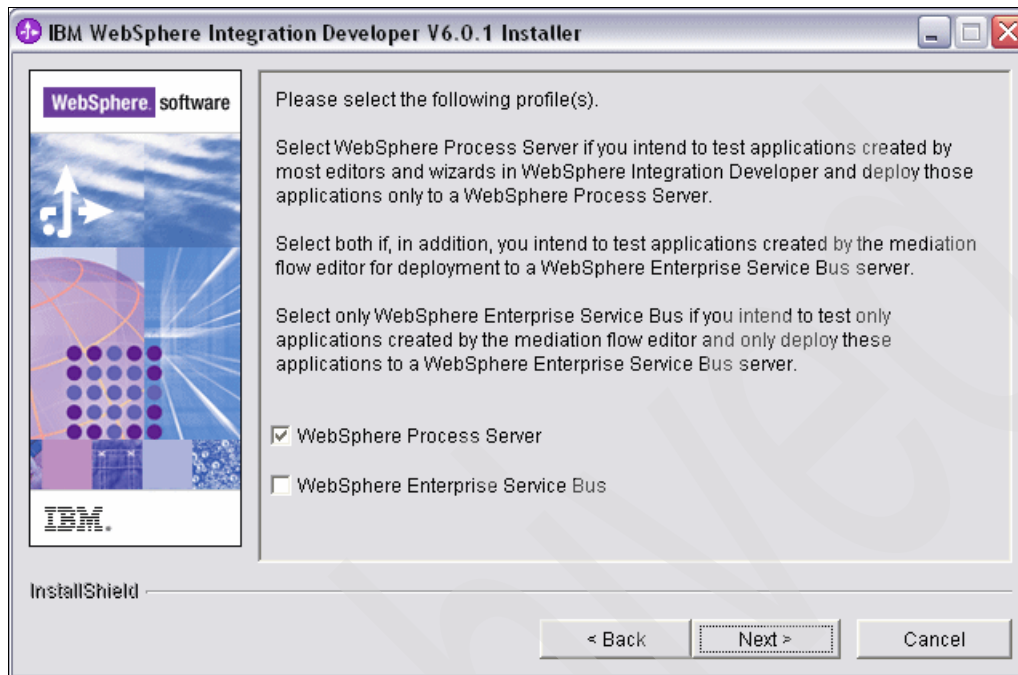 IBM WebSphere Integration Developer V6.0.1 Installer
WebSphere. software
Please select the following profile(s).
Select WebSphere Process Server if you intend to test applications created by
most editors and wizards in WebSphere Integration Developer and deploy those
applications only to a WebSphere Process Server.
Select both if, in addition, you intend to test applications created by the mediation
flow editor for deployment to a WebSphere Enterprise Service Bus server.
Select only WebSphere Enterprise Service Bus if you intend to test only
applications created by the mediation flow editor and only deploy these
applications to a WebSphere Enterprise Service Bus server.
WebSphere Process Server
WebSphere Enterprise Service Bus
IBM.
InstallShield
< Back
Next >
Cancel